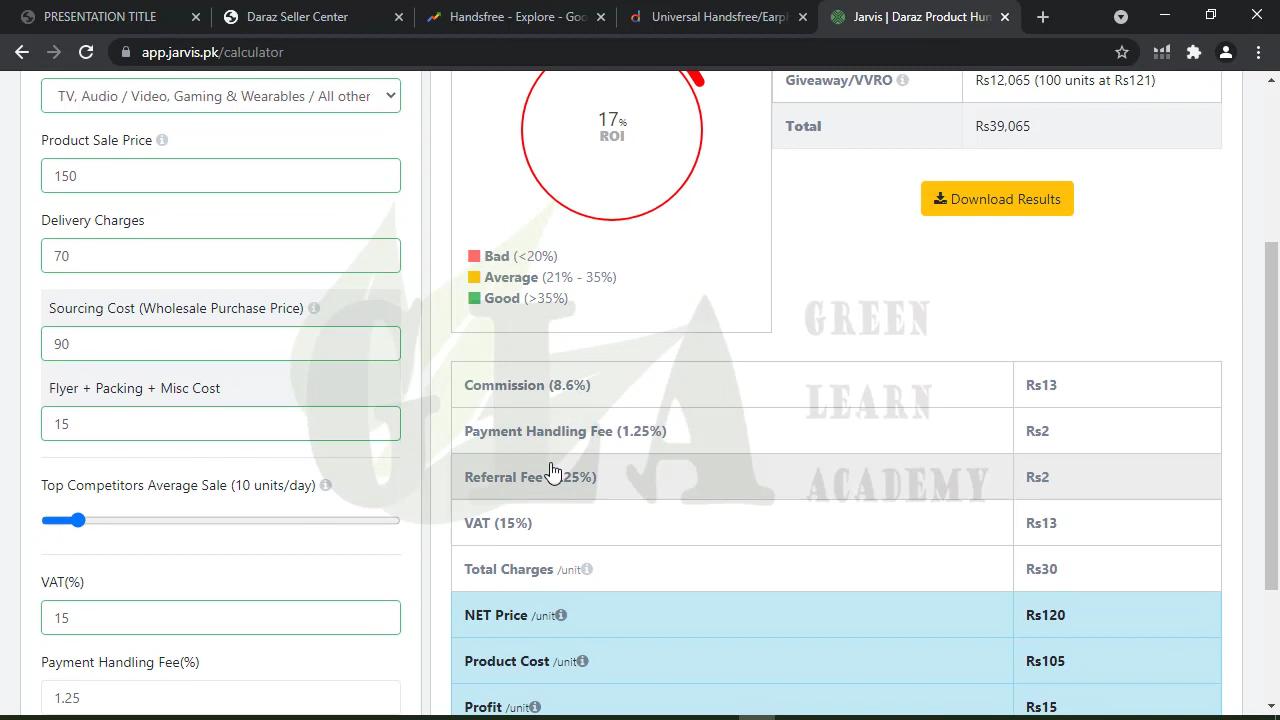 PRESENTATION TITLE
Daraz Seller Center
Handsfree - Explore - Goo
Universal Handsfree/Earph
Jarvis | Daraz Product Hun
app.jarvis.pk/calculator
TV, Audio / Video, Gaming & Wearables / All other
Product Sale Price
150
Delivery Charges
70
Sourcing Cost (Wholesale Purchase Price)
90
Flyer + Packing + Misc Cost
15
Top Competitors Average Sale (10 units/day)
VAT(%)
15
Payment Handling Fee(%)
1.25
17%
ROI
Bad (<20%)
Average (21% - 35%)
Good (>35%)
Giveaway/VVRO Rs12,065 (100 units at Rs121)
Total Rs39,065
Download Results
Commission (8.6%) Rs13
Payment Handling Fee (1.25%) Rs2
Referral Fee 25%) Rs2
VAT (15%) Rs13
Total Charges /unit Rs30
NET Price /unit Rs120
Product Cost /unit Rs105
Profit /unit Rs15
GLA
GREEN
LEARN
ACADEMY